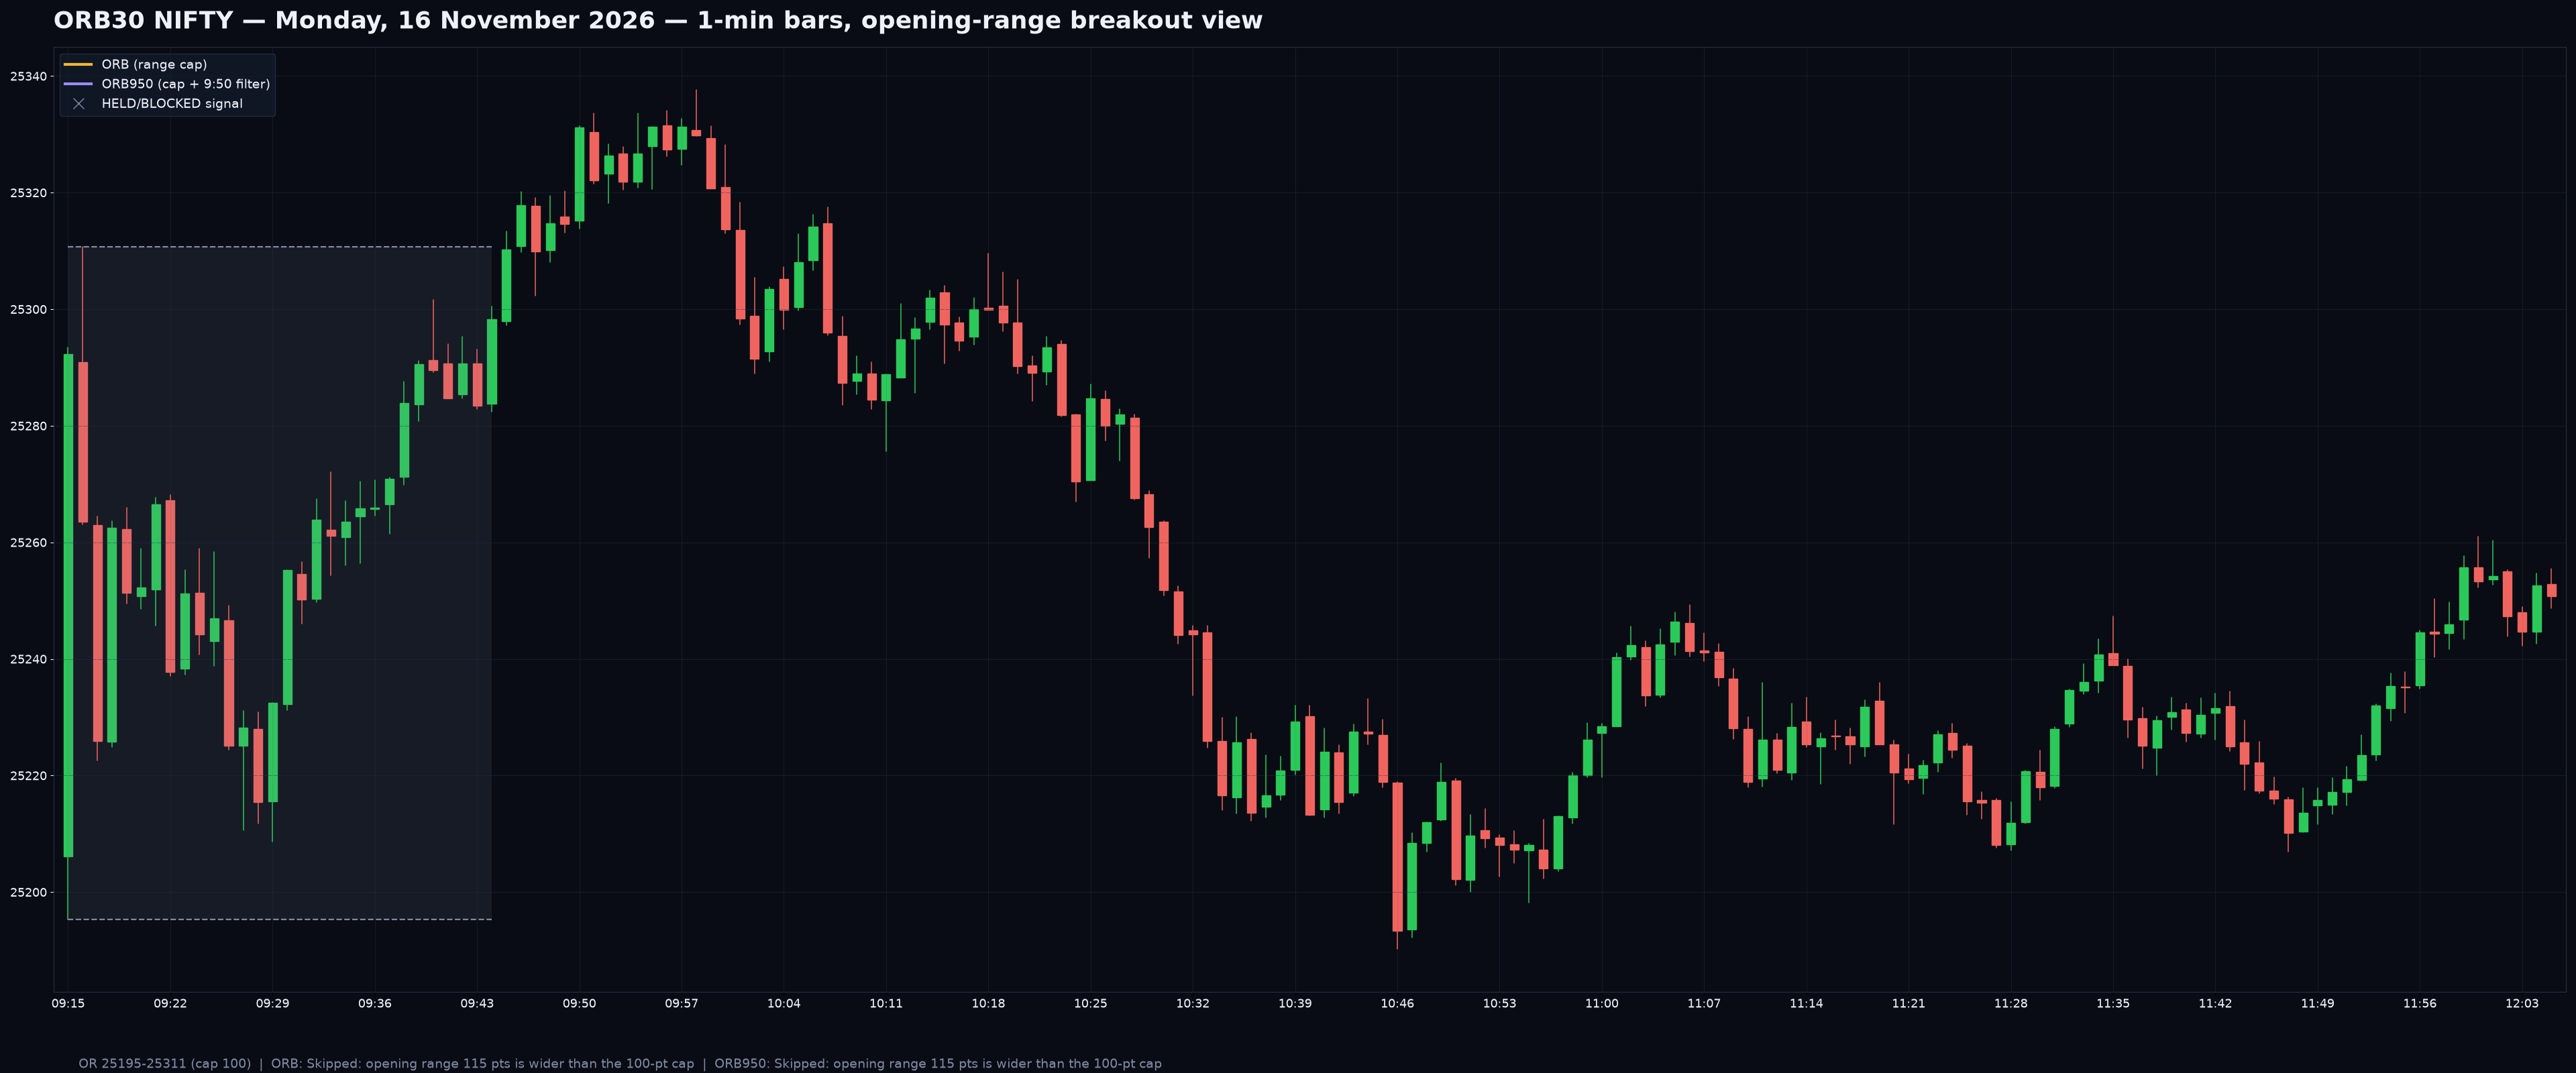 ORB30 NIFTY — Monday, 16 November 2026 — 1-min bars, opening-range breakout view
ORB (range cap)
ORB950 (cap + 9:50 filter)
HELD/BLOCKED signal
25340
25320
25300
25280
25260
25240
25220
25200
09:15 09:22 09:29 09:36 09:43 09:50 09:57 10:04 10:11 10:18 10:25 10:32 10:39 10:46 10:53 11:00 11:07 11:14 11:21 11:28 11:35 11:42 11:49 11:56 12:03
OR 25195-25311 (cap 100) | ORB: Skipped: opening range 115 pts is wider than the 100-pt cap | ORB950: Skipped: opening range 115 pts is wider than the 100-pt cap